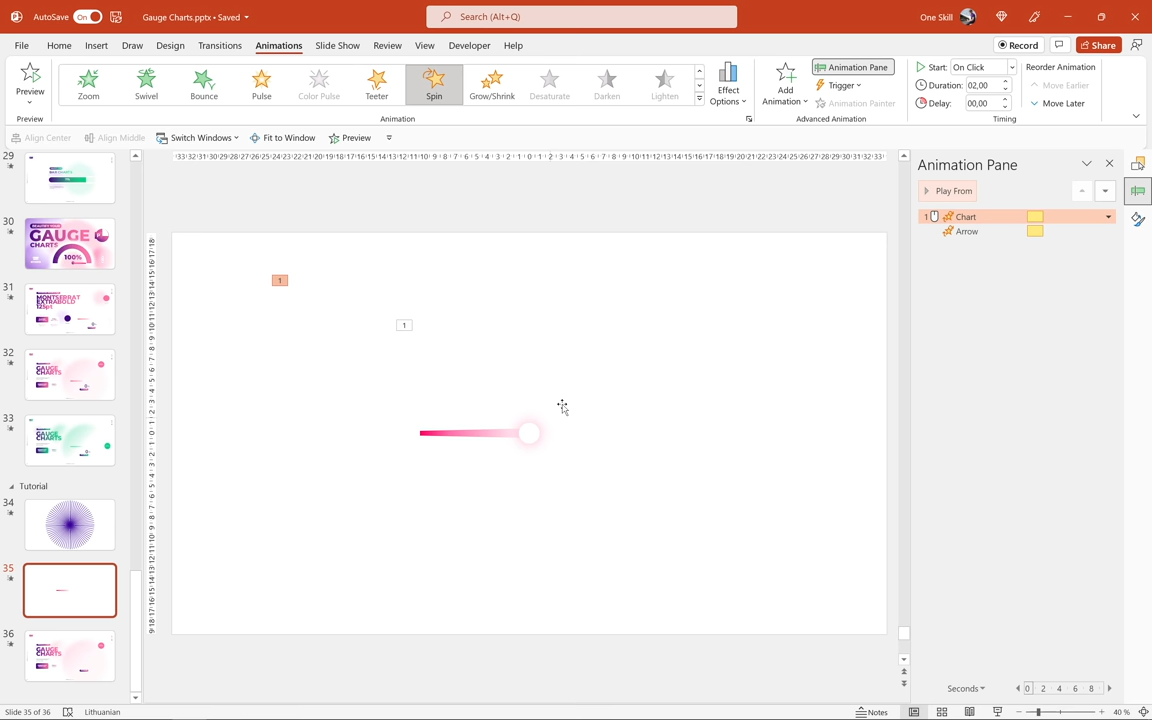 AutoSave On Gauge Charts.pptx • Saved Search (Alt+Q) One Skill
File Home Insert Draw Design Transitions Animations Slide Show Review View Developer Help Record Share
Preview Zoom Swivel Bounce Pulse Color Pulse Teeter Spin Grow/Shrink Desaturate Darken Lighten
Effect Options
Add Animation
Animation Pane
Trigger
Animation Painter
Start: On Click
Duration: 02,00
Delay: 00,00
Reorder Animation
Move Earlier
Move Later
Preview Animation Advanced Animation Timing
Align Center Align Middle Switch Windows Fit to Window Preview
29
30
GAUGE
CHARTS
100%
31
MONTSERRAT
EXTRABOLD
125pt
32
GAUGE
CHARTS
33
GAUGE
CHARTS
Tutorial
34
35
36
GAUGE
CHARTS
1
1
Animation Pane
Play From
1 Chart
Arrow
Seconds 0 2 4 6 8
Slide 35 of 36 Lithuanian Notes 40 %